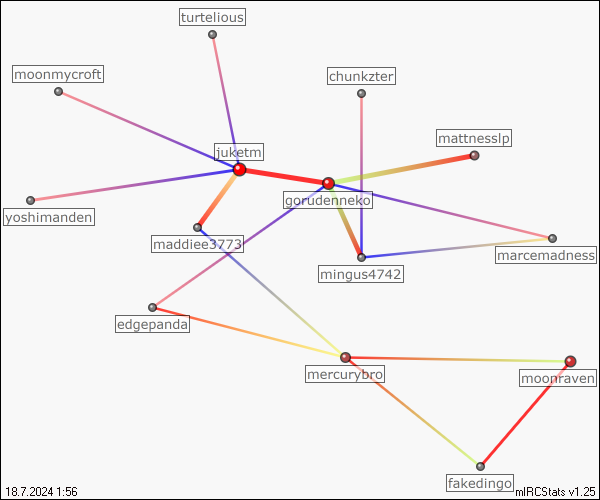 turtelious
moonmycroft
chunkzter
mattnesslp
juketm
gorudenneko
yoshimanden
maddiee3773
marcemadness
mingus4742
edgepanda
mercurybro
moonraven
fakedingo
18.7.2024 1:56
mIRCStats v1.25